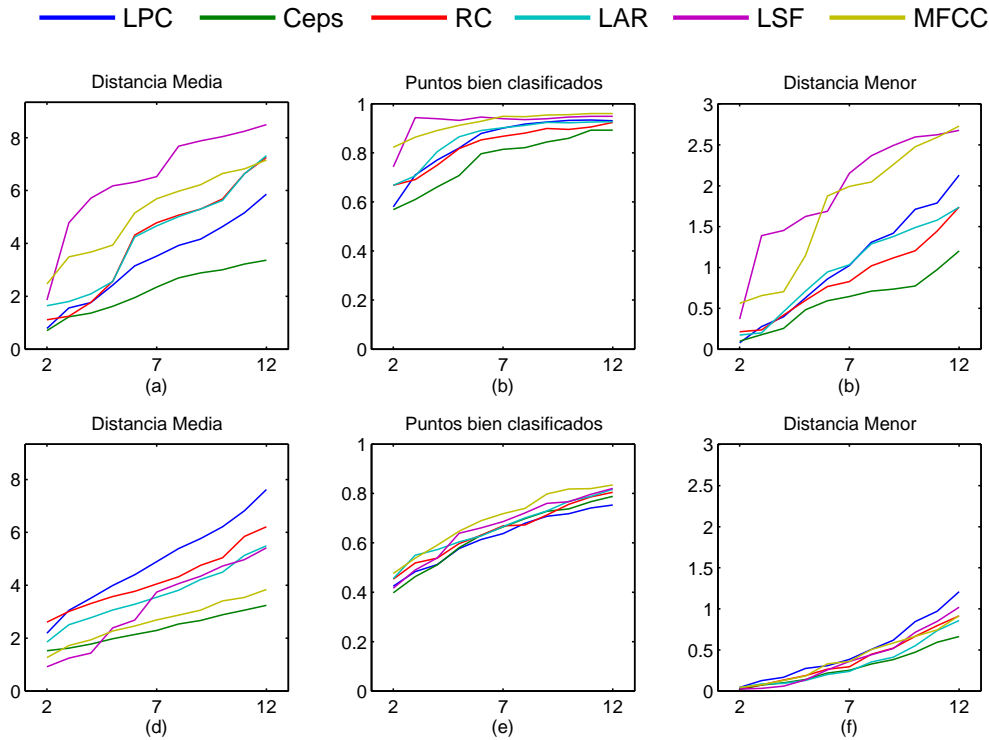 LPC Ceps RC LAR LSF MFCC
Distancia Media Puntos bien clasificados Distancia Menor
8 1 3
6 0.8 2.5
4 0.6 2
2 0.4 1.5
0 0.2 1
0 0.5
0
2 7 12 2 7 12 2 7 12
(a) (b) (b)
Distancia Media Puntos bien clasificados Distancia Menor
8 1 3
6 0.8 2.5
4 0.6 2
2 0.4 1.5
0 0.2 1
0 0.5
0
2 7 12 2 7 12 2 7 12
(d) (e) (f)